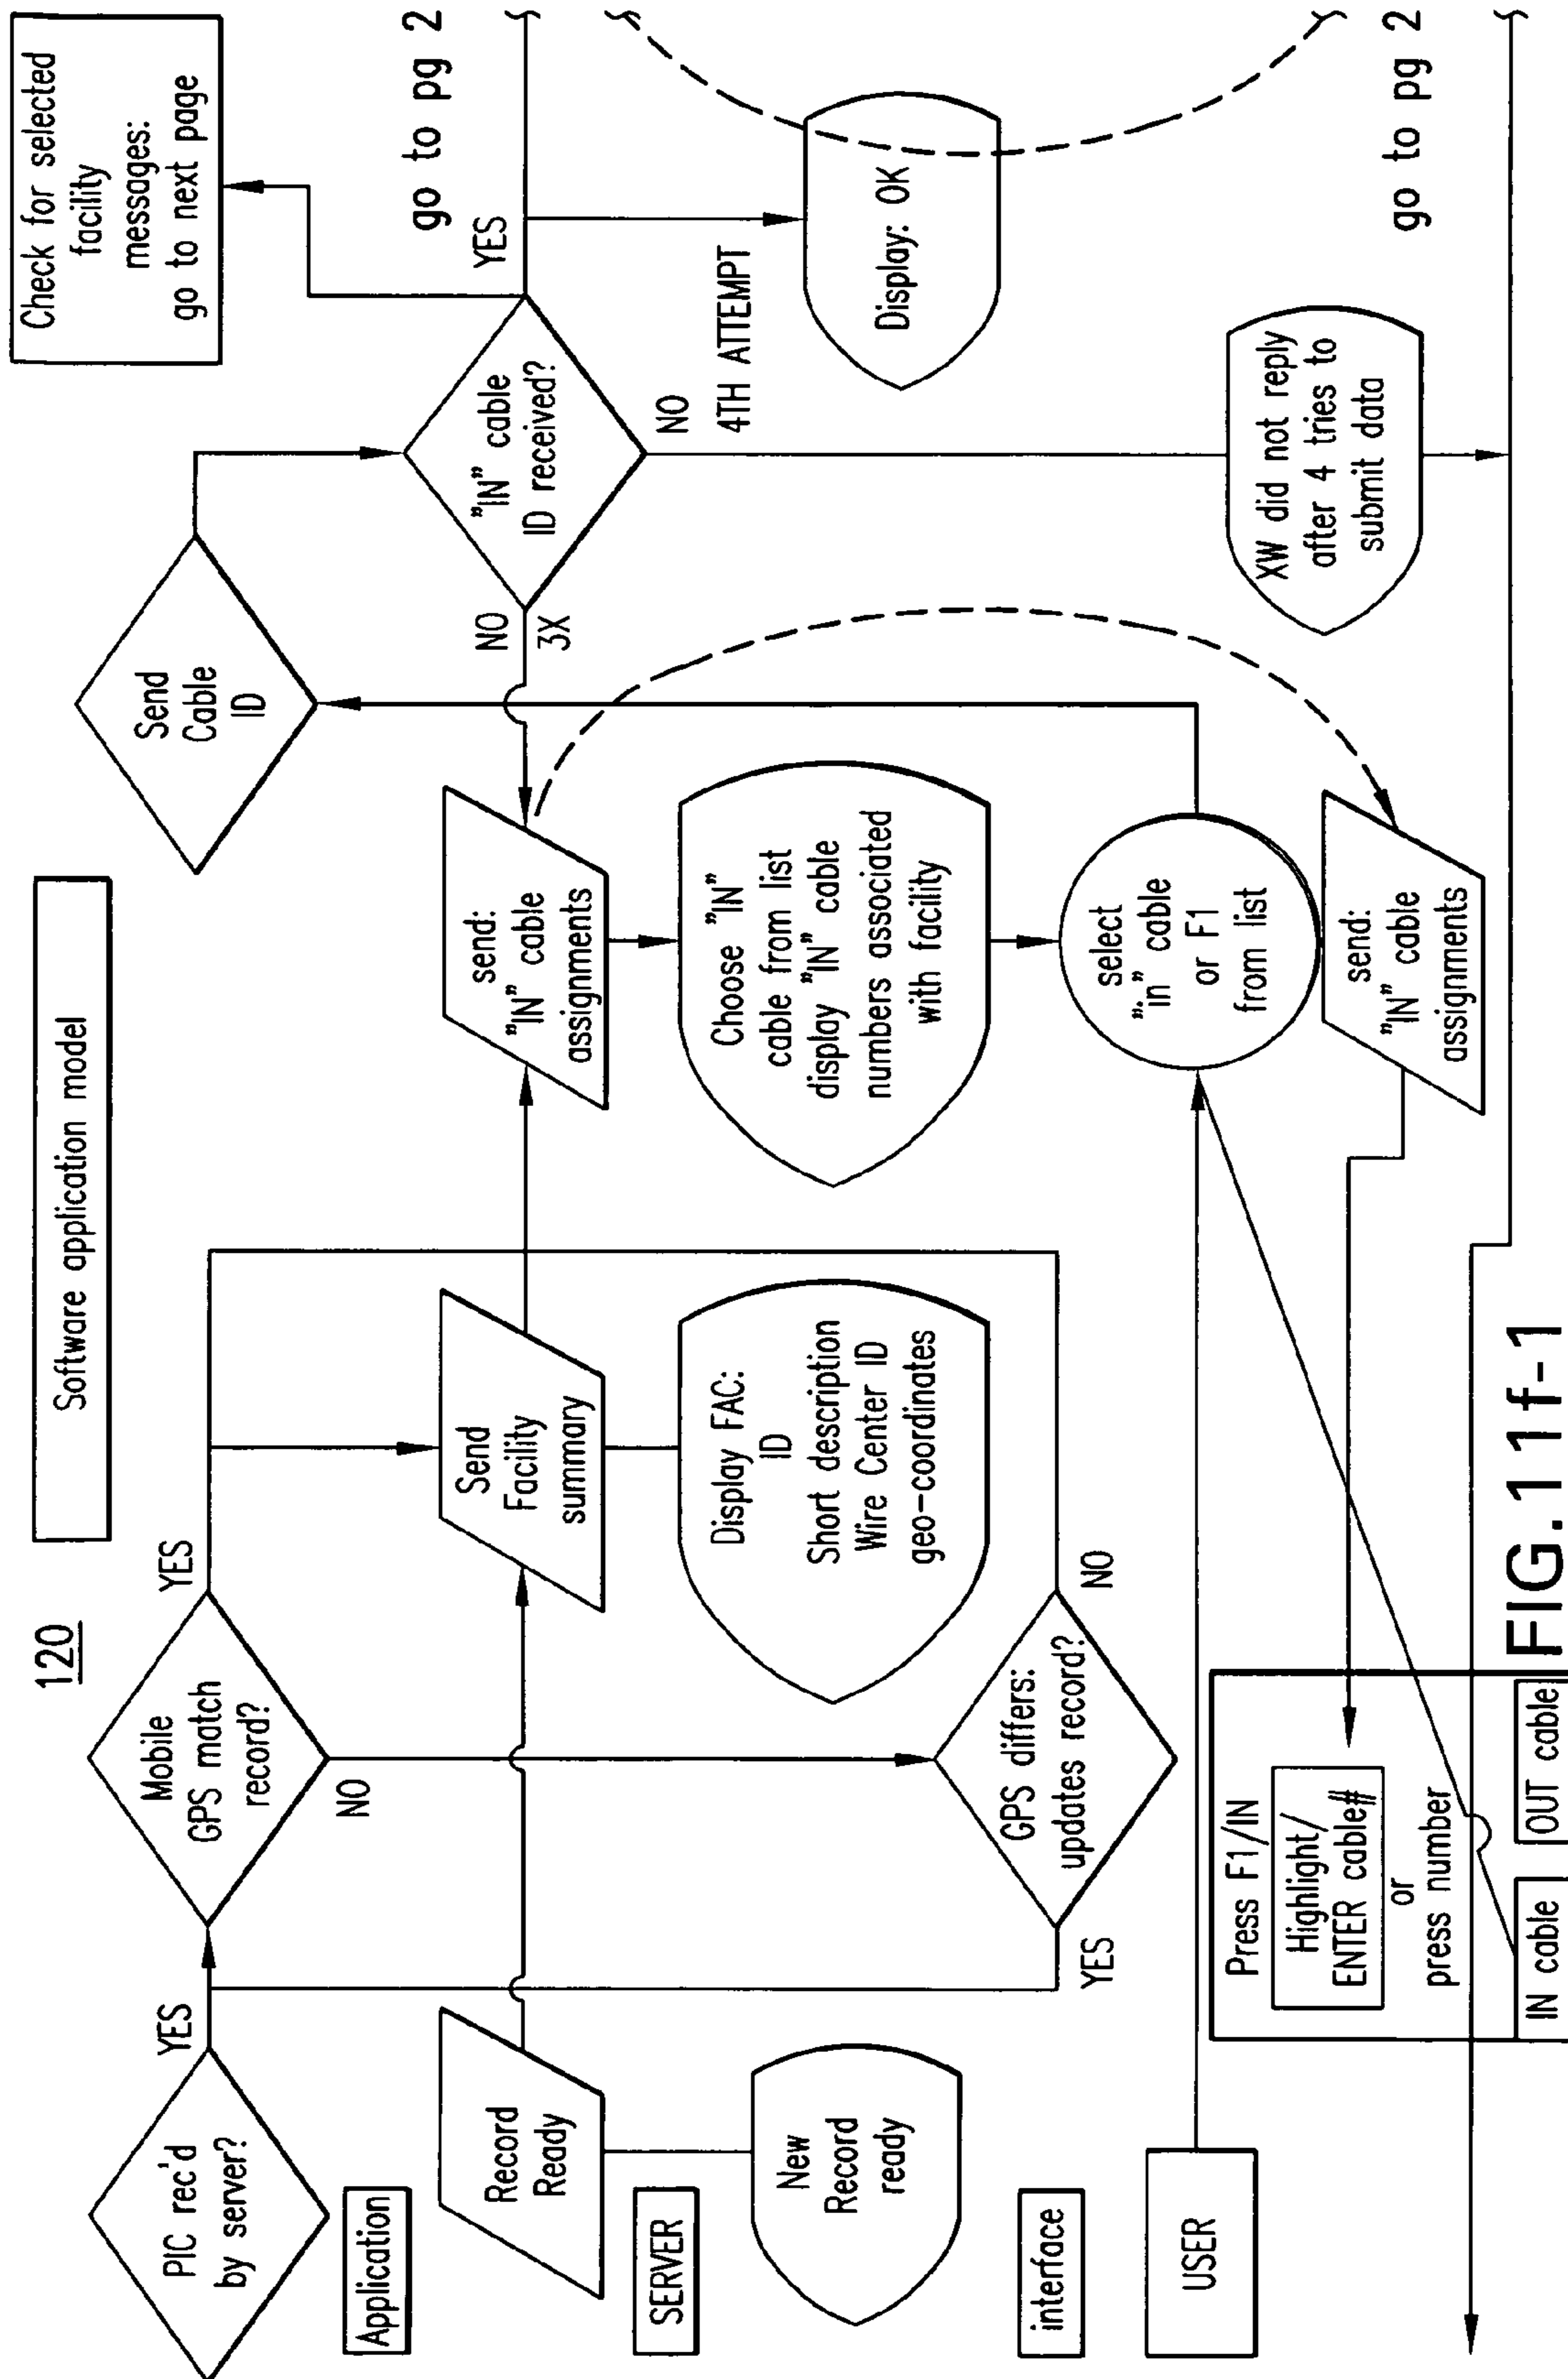 120
Software application model
PIC rec'd
by server?
YES
Mobile
GPS match
record?
YES
NO
Send
Cable
ID
Check for selected
facility
messages:
go to next page
Application
Record
Ready
Send
Facility
summary
send:
"IN" cable
assignments
NO
3X
"IN" cable
ID received?
YES
go to pg 2
NO
4TH ATTEMPT
SERVER
New
Record
ready
Display FAC:
ID
Short description
Wire Center ID
geo-coordinates
Choose "IN"
cable from list
display "IN" cable
numbers associated
with facility
Display: OK
interface
YES
GPS differs:
updates record?
NO
USER
select
"in" cable
or F1
from list
XW did not reply
after 4 tries to
submit data
Press F1/IN
Highlight/
ENTER cable#
or
press number
IN cable
OUT cable
send:
"IN" cable
assignments
go to pg 2
FIG.11f-1